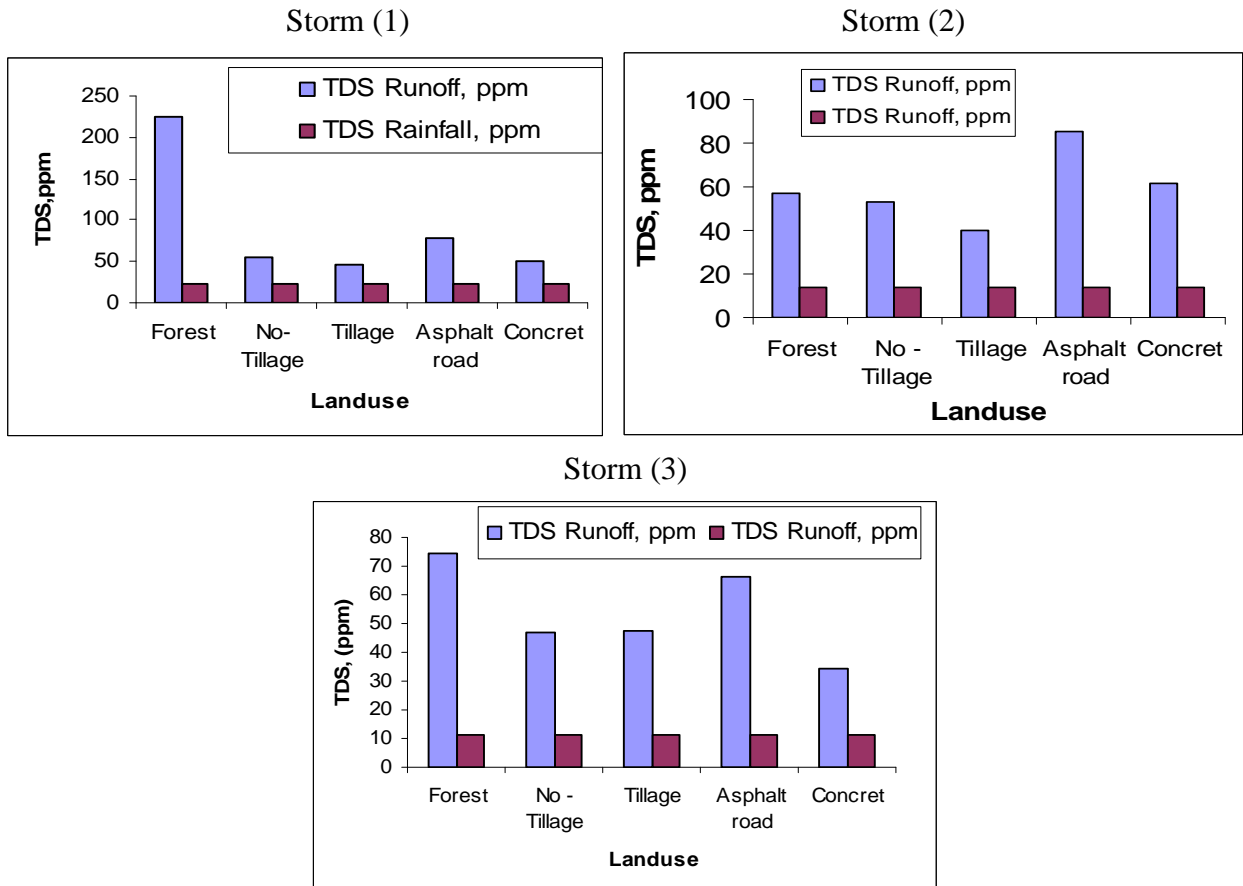 Storm (1)
TDS Runoff, ppm
TDS Rainfall, ppm
250
200
150
100
50
0
TDS,ppm
Forest
No-
Tillage
Tillage
Asphalt
road
Concret
Landuse
Storm (2)
TDS Runoff, ppm
TDS Runoff, ppm
100
80
60
40
20
0
TDS, ppm
Forest
No -
Tillage
Tillage
Asphalt
road
Concret
Landuse
Storm (3)
TDS Runoff, ppm TDS Runoff, ppm
80
70
60
50
40
30
20
10
0
TDS, (ppm)
Forest
No -
Tillage
Tillage
Asphalt
road
Concret
Landuse